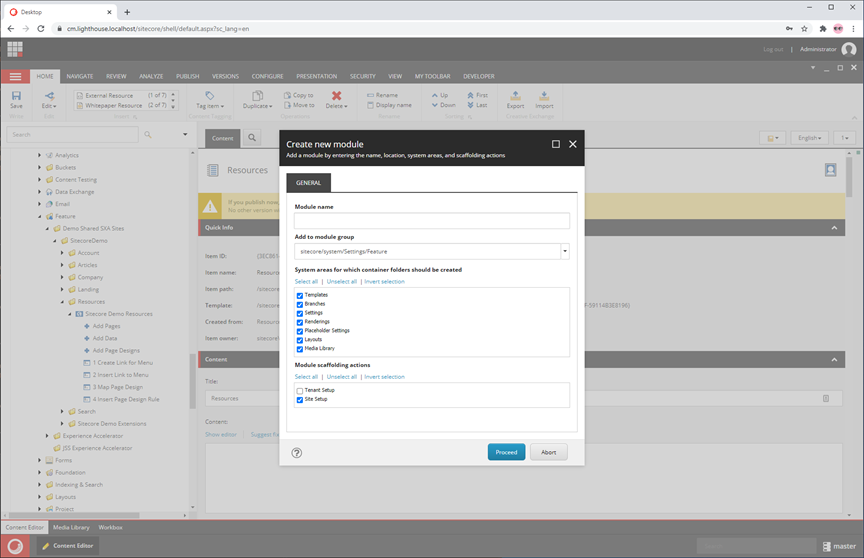 Desktop
cm.lighthouse.localhost/sitecore/shell/default.aspx?sc_lang=en
Log out | Administrator
HOME NAVIGATE REVIEW ANALYZE PUBLISH VERSIONS CONFIGURE PRESENTATION SECURITY VIEW MY TOOLBAR DEVELOPER
External Resource (1 of 7)
Whitepaper Resource (2 of 7)
Save
Edit
Tag item
Duplicate
Copy to
Move to
Delete
Rename
Display name
Up
Down
First
Last
Export
Import
Search
Content
English
Analytics
Buckets
Content Testing
Data Exchange
Email
Feature
Demo Shared SXA Sites
SitecoreDemo
Account
Articles
Company
Landing
Resources
Sitecore Demo Resources
Add Pages
Add Data
Add Page Designs
1 Create Link for Menu
2 Insert Link to Menu
3 Map Page Design
4 Insert Page Design Rule
Search
Sitecore Demo Extensions
Experience Accelerator
JSS Experience Accelerator
Forms
Foundation
Indexing & Search
Layouts
Project
Resources
If you publish now,
No other version
Quick Info
Item ID:
Item name: Resourc
Item path: /sitecor
Template: /sitecor
F-59114B3E8196}
Created from: Resourc
Item owner: sitecore
Content
Title:
Resources
Content:
Show editor | Suggest
Create new module
Add a module by entering the name, location, system areas, and scaffolding actions
GENERAL
Module name
Add to module group
sitecore/system/Settings/Feature
System areas for which container folders should be created
Select all | Unselect all | Invert selection
Templates
Branches
Settings
Renderings
Placeholder Settings
Layouts
Media Library
Module scaffolding actions
Select all | Unselect all | Invert selection
Tenant Setup
Site Setup
Proceed
Abort
Content Editor Media Library Workbox
Content Editor
master